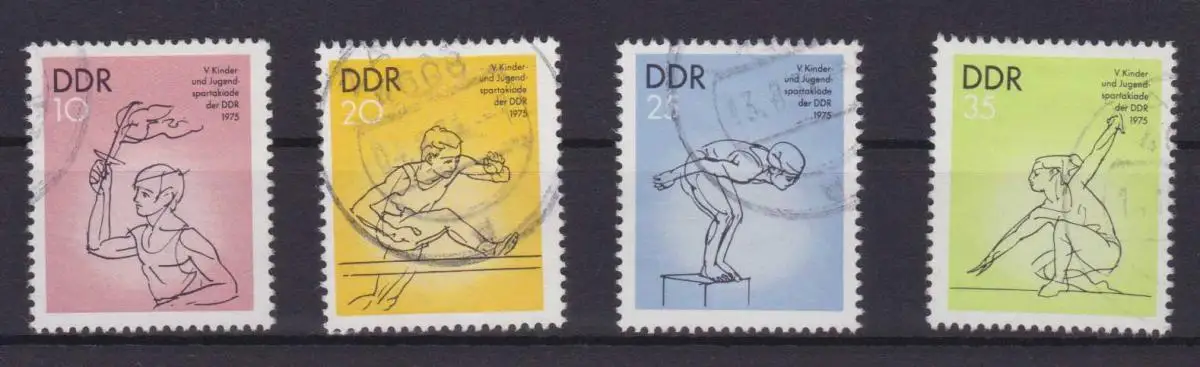 DDR
10
V. Kinder-
und Jugend-
spartakiade
der DDR
1975
DDR
20
V. Kinder-
und Jugend-
spartakiade
der DDR
1975
DDR
25
V. Kinder-
und Jugend-
spartakiade
der DDR
1975
DDR
35
V. Kinder-
und Jugend-
spartakiade
der DDR
1975